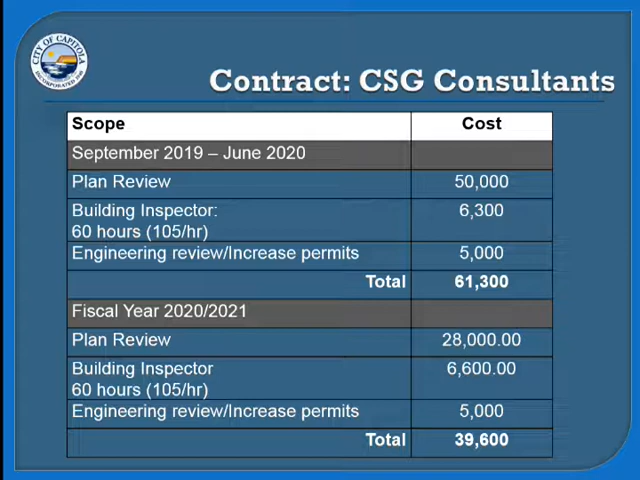 CITY OF CAPITOLA
INCORPORATED 1949
Contract: CSG Consultants
Scope Cost
September 2019 – June 2020
Plan Review 50,000
Building Inspector: 6,300
60 hours (105/hr)
Engineering review/Increase permits 5,000
Total 61,300
Fiscal Year 2020/2021
Plan Review 28,000.00
Building Inspector 6,600.00
60 hours (105/hr)
Engineering review/Increase permits 5,000
Total 39,600